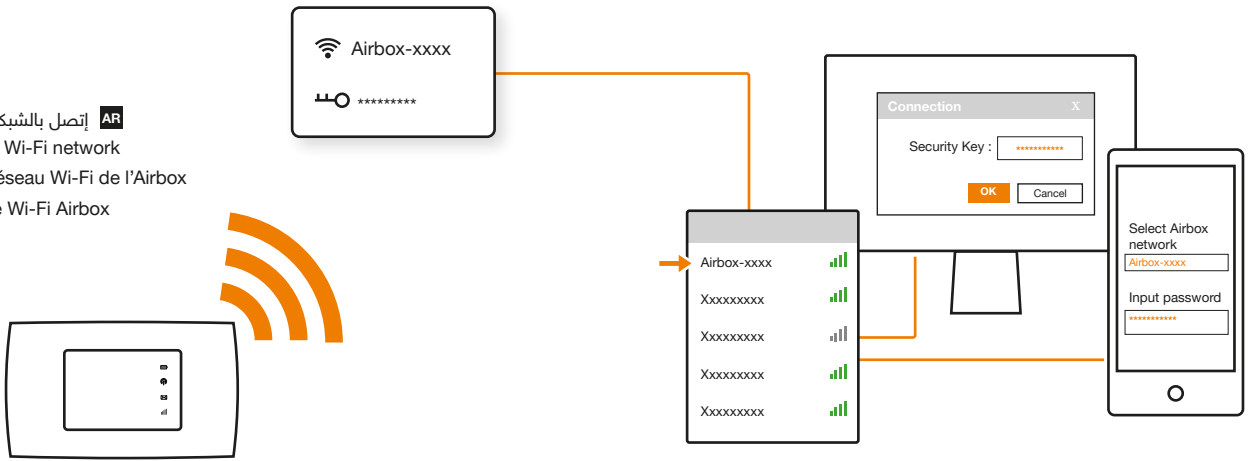 Airbox-xxxx
*********
AR إتصل بالشبكة
Wi-Fi network
éseau Wi-Fi de l’Airbox
Wi-Fi Airbox
Connection X
Security Key : ***********
OK Cancel
Airbox-xxxx
Xxxxxxxxx
Xxxxxxxxx
Xxxxxxxxx
Xxxxxxxxx
Select Airbox
network
Airbox-xxxx
Input password
***********